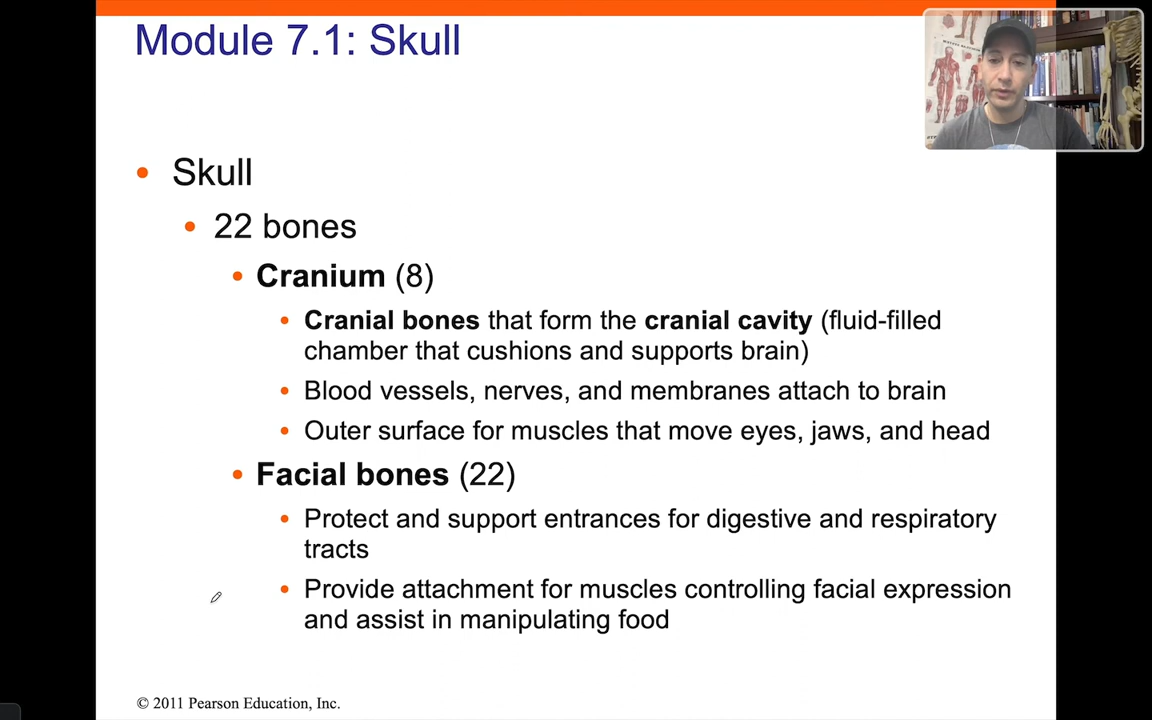 Module 7.1: Skull
• Skull
• 22 bones
• Cranium (8)
• Cranial bones that form the cranial cavity (fluid-filled
chamber that cushions and supports brain)
• Blood vessels, nerves, and membranes attach to brain
• Outer surface for muscles that move eyes, jaws, and head
• Facial bones (22)
• Protect and support entrances for digestive and respiratory
tracts
• Provide attachment for muscles controlling facial expression
and assist in manipulating food
© 2011 Pearson Education, Inc.